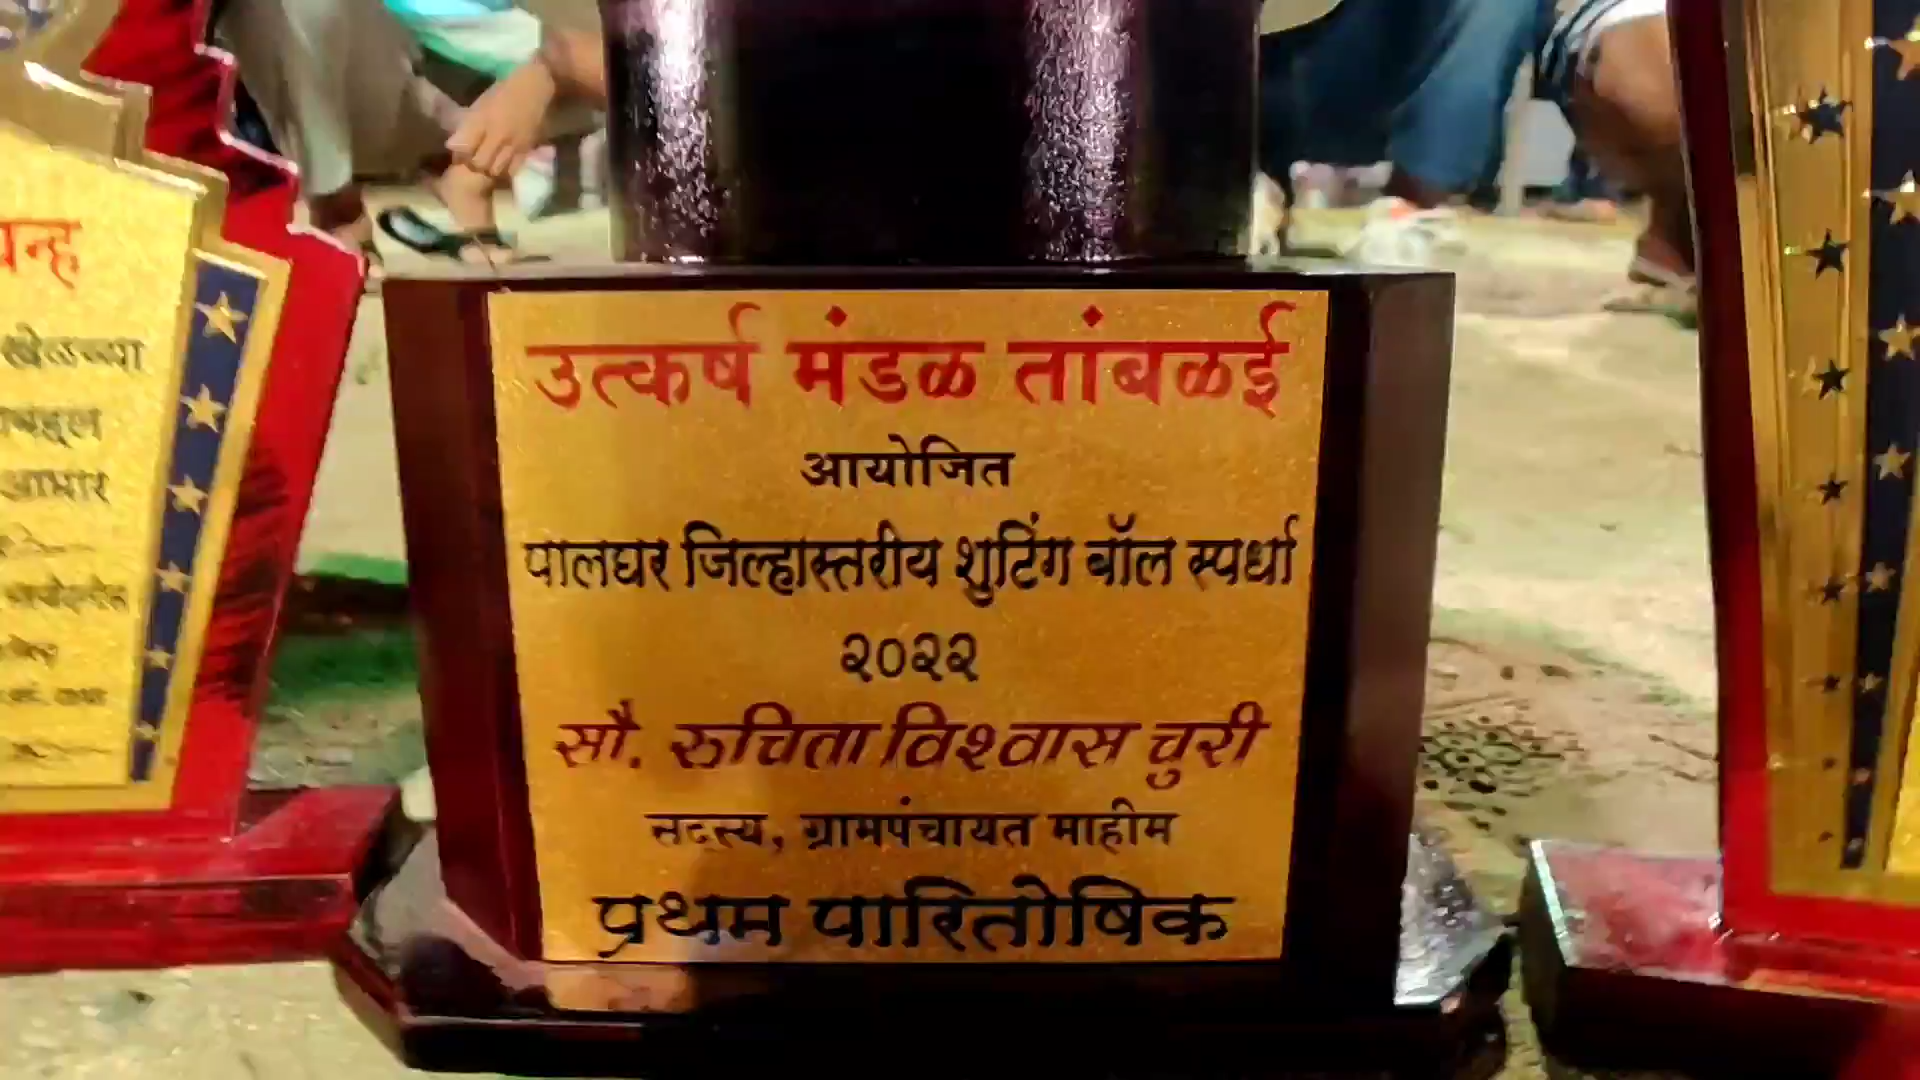 उत्कर्ष मंडळ तांबळई
आयोजित
पालघर जिल्हास्तरीय शुटिंग बॉल स्पर्धा
२०२२
सौ. रुचिता विश्वास चुरी
सदस्य, ग्रामपंचायत माहीम
प्रथम पारितोषिक
खेळाच्या
आभार